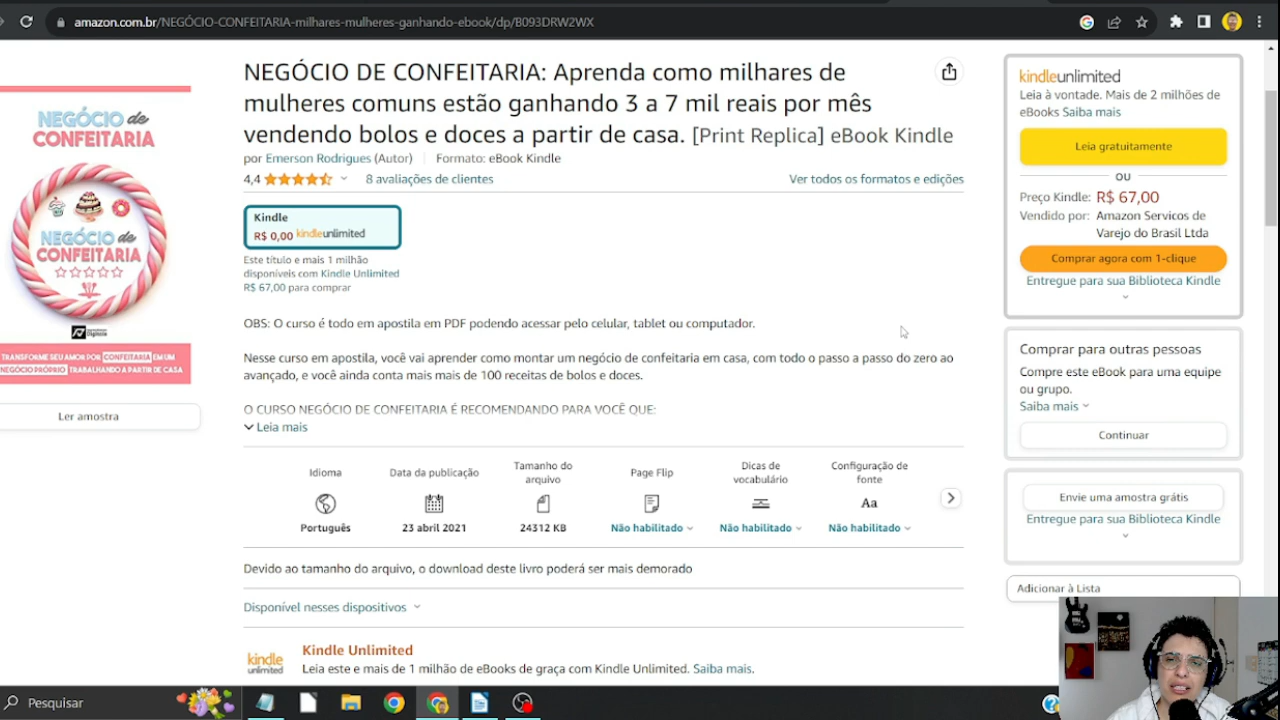 amazon.com.br/NEGÓCIO-CONFEITARIA-milhares-mulheres-ganhando-ebook/dp/B093DRW2WX
NEGÓCIO de
CONFEITARIA
NEGÓCIO de
CONFEITARIA
TRANSFORME SEU AMOR POR CONFEITARIA EM UM
NEGÓCIO PRÓPRIO TRABALHANDO A PARTIR DE CASA
Ler amostra
NEGÓCIO DE CONFEITARIA: Aprenda como milhares de
mulheres comuns estão ganhando 3 a 7 mil reais por mês
vendendo bolos e doces a partir de casa. [Print Replica] eBook Kindle
por Emerson Rodrigues (Autor) Formato: eBook Kindle
4,4 8 avaliações de clientes Ver todos os formatos e edições
Kindle
R$ 0,00 kindleunlimited
Este título e mais 1 milhão
disponíveis com Kindle Unlimited
R$ 67,00 para comprar
OBS: O curso é todo em apostila em PDF podendo acessar pelo celular, tablet ou computador.
Nesse curso em apostila, você vai aprender como montar um negócio de confeitaria em casa, com todo o passo a passo do zero ao
avançado, e você ainda conta mais mais de 100 receitas de bolos e doces.
O CURSO NEGÓCIO DE CONFEITARIA É RECOMENDANDO PARA VOCÊ QUE:
Leia mais
Idioma
Português
Data da publicação
23 abril 2021
Tamanho do
arquivo
24312 KB
Page Flip
Não habilitado
Dicas de
vocabulário
Não habilitado
Configuração de
fonte
Aa
Não habilitado
Devido ao tamanho do arquivo, o download deste livro poderá ser mais demorado
Disponível nesses dispositivos
kindle
unlimited
Kindle Unlimited
Leia este e mais de 1 milhão de eBooks de graça com Kindle Unlimited. Saiba mais.
kindleunlimited
Leia à vontade. Mais de 2 milhões de
eBooks Saiba mais
Leia gratuitamente
OU
Preço Kindle: R$ 67,00
Vendido por: Amazon Servicos de
Varejo do Brasil Ltda
Comprar agora com 1-clique
Entregue para sua Biblioteca Kindle
Comprar para outras pessoas
Compre este eBook para uma equipe
ou grupo.
Saiba mais
Continuar
Envie uma amostra grátis
Entregue para sua Biblioteca Kindle
Adicionar à Lista
Pesquisar